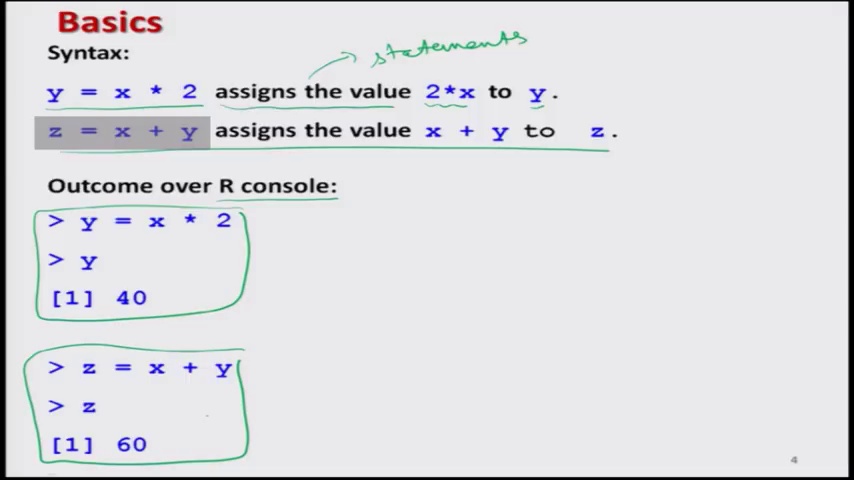 Basics
Syntax:
statements
y = x * 2 assigns the value 2*x to y.
z = x + y assigns the value x + y to z.
Outcome over R console:
> y = x * 2
> y
[1] 40
> z = x + y
> z
[1] 60
4